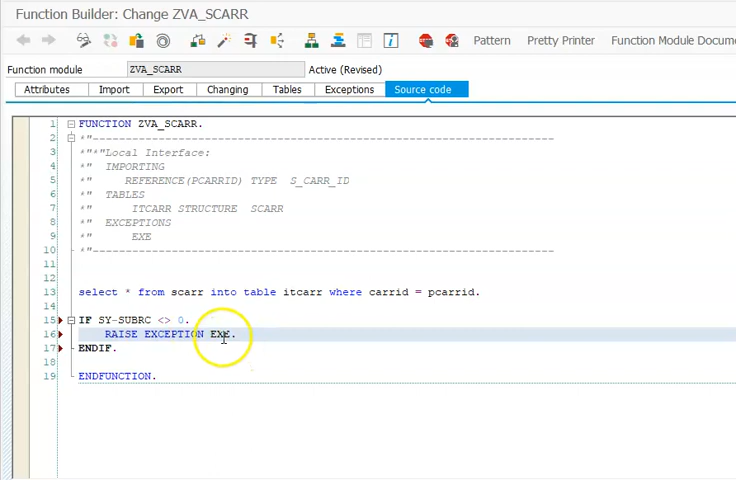 Function Builder: Change ZVA_SCARR
Pattern Pretty Printer Function Module Docume
Function module ZVA_SCARR Active (Revised)
Attributes Import Export Changing Tables Exceptions Source code
1 FUNCTION ZVA_SCARR.
2 *"----------------------------------------------------------------------
3 *"*"Local Interface:
4 *" IMPORTING
5 *" REFERENCE(PCARRID) TYPE S_CARR_ID
6 *" TABLES
7 *" ITCARR STRUCTURE SCARR
8 *" EXCEPTIONS
9 *" EXE
10 *"----------------------------------------------------------------------
11
12
13 select * from scarr into table itcarr where carrid = pcarrid.
14
15 IF SY-SUBRC <> 0.
16 RAISE EXCEPTION EXE.
17 ENDIF.
18
19 ENDFUNCTION.